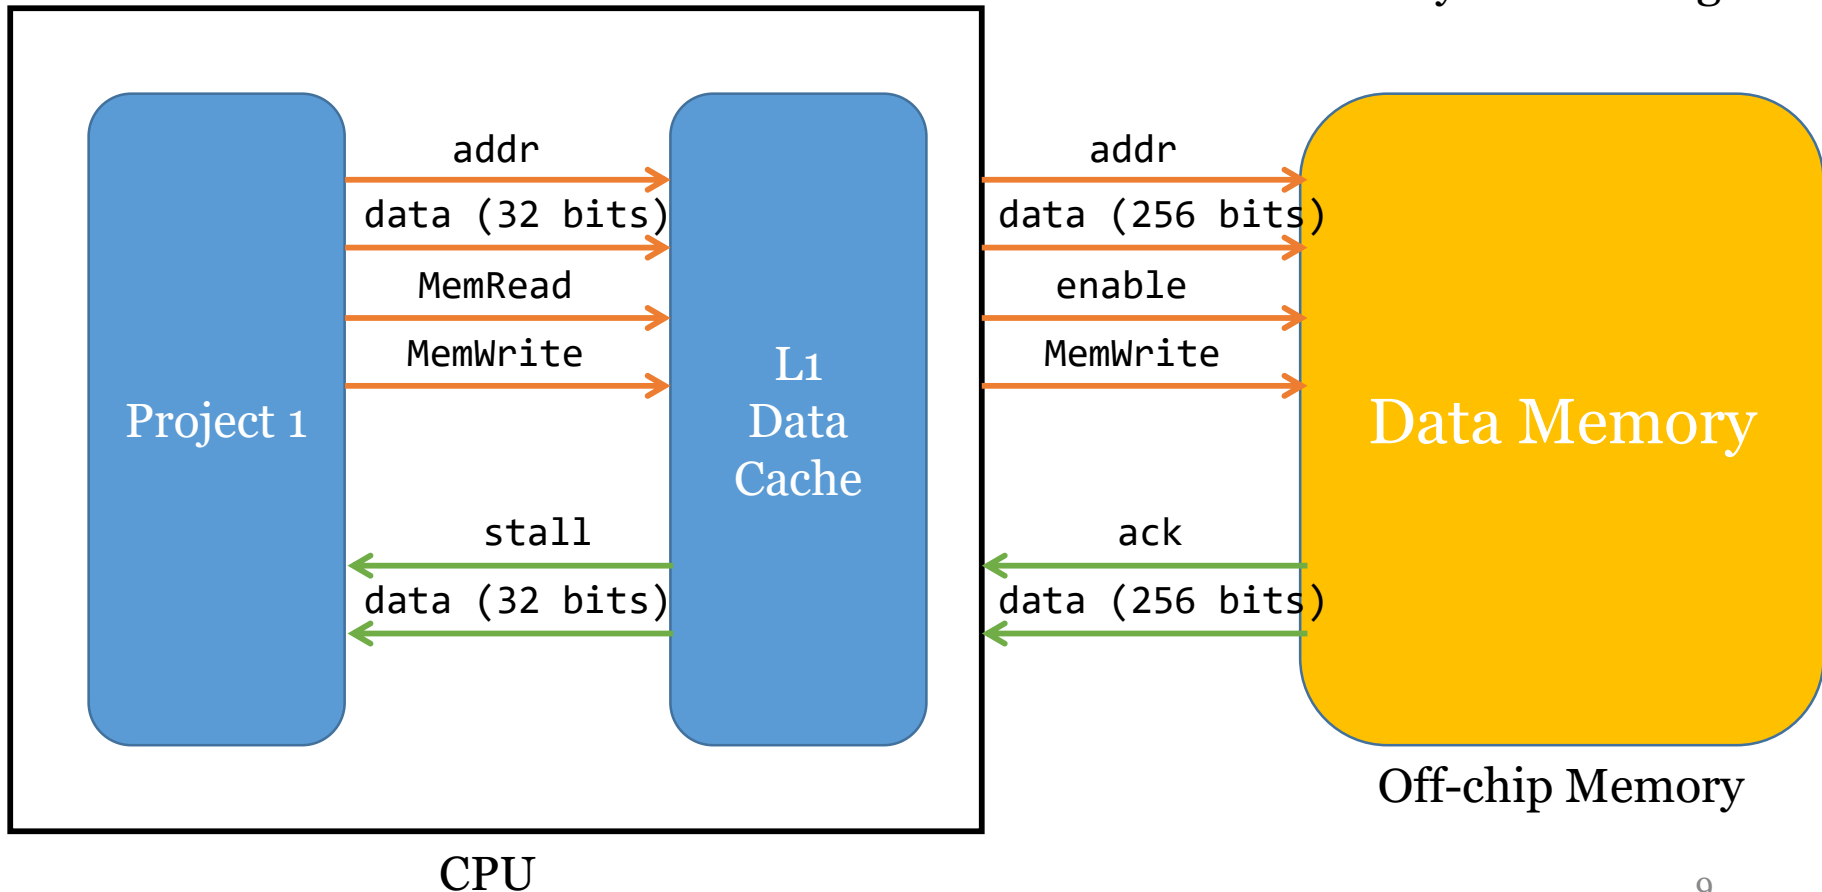 addr
data (32 bits)
MemRead
MemWrite
Project 1
stall
data (32 bits)
L1
Data
Cache
addr
data (256 bits)
enable
MemWrite
ack
data (256 bits)
Data Memory
Off-chip Memory
CPU
9